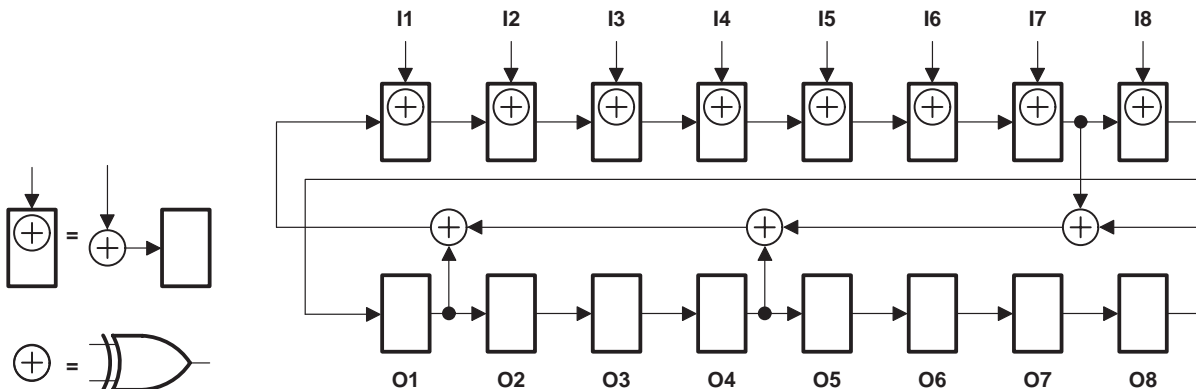 I1 I2 I3 I4 I5 I6 I7 I8
=
=
O1 O2 O3 O4 O5 O6 O7 O8